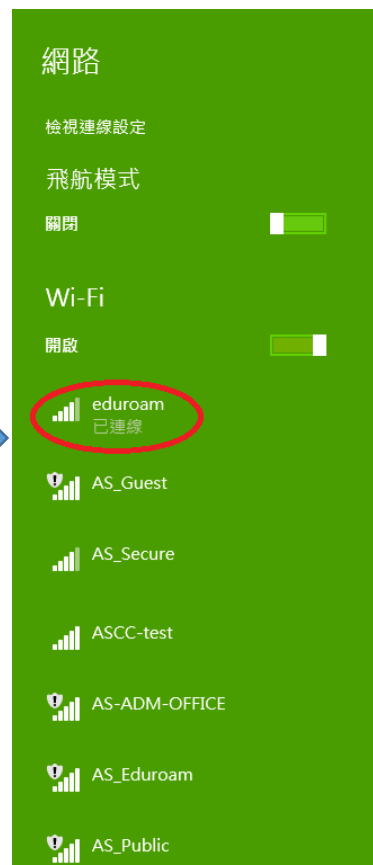 網路
檢視連線設定
飛航模式
關閉
Wi-Fi
開啟
eduroam
已連線
AS_Guest
AS_Secure
ASCC-test
AS-ADM-OFFICE
AS_Eduroam
AS_Public